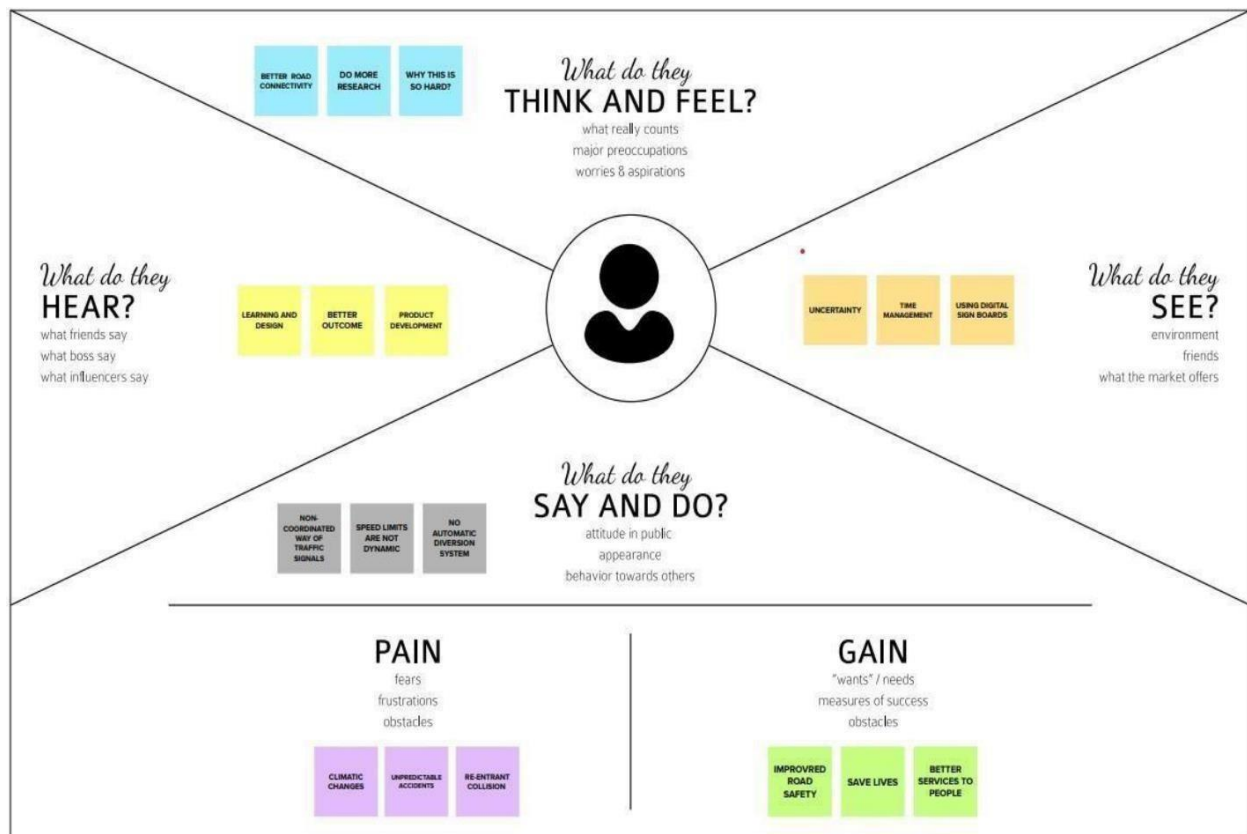 BETTER ROAD
CONNECTIVITY
DO MORE
RESEARCH
WHY THIS IS
SO HARD?
What do they
THINK AND FEEL?
what really counts
major preoccupations
worries & aspirations
What do they
HEAR?
what friends say
what boss say
what influencers say
LEARNING AND
DESIGN
BETTER
OUTCOME
PRODUCT
DEVELOPMENT
UNCERTAINTY
TIME
MANAGEMENT
USING DIGITAL
SIGN BOARDS
What do they
SEE?
environment
friends
what the market offers
What do they
SAY AND DO?
attitude in public
appearance
behavior towards others
NON-
COORDINATED
WAY OF
TRAFFIC
SIGNALS
SPEED LIMITS
ARE NOT
DYNAMIC
NO
AUTOMATIC
DIVERSION
SYSTEM
PAIN
fears
frustrations
obstacles
CLIMATIC
CHANGES
UNPREDICTABLE
ACCIDENTS
RE-ENTRANT
COLLISION
GAIN
"wants" / needs
measures of success
obstacles
IMPROVRED
ROAD
SAFETY
SAVE LIVES
BETTER
SERVICES TO
PEOPLE